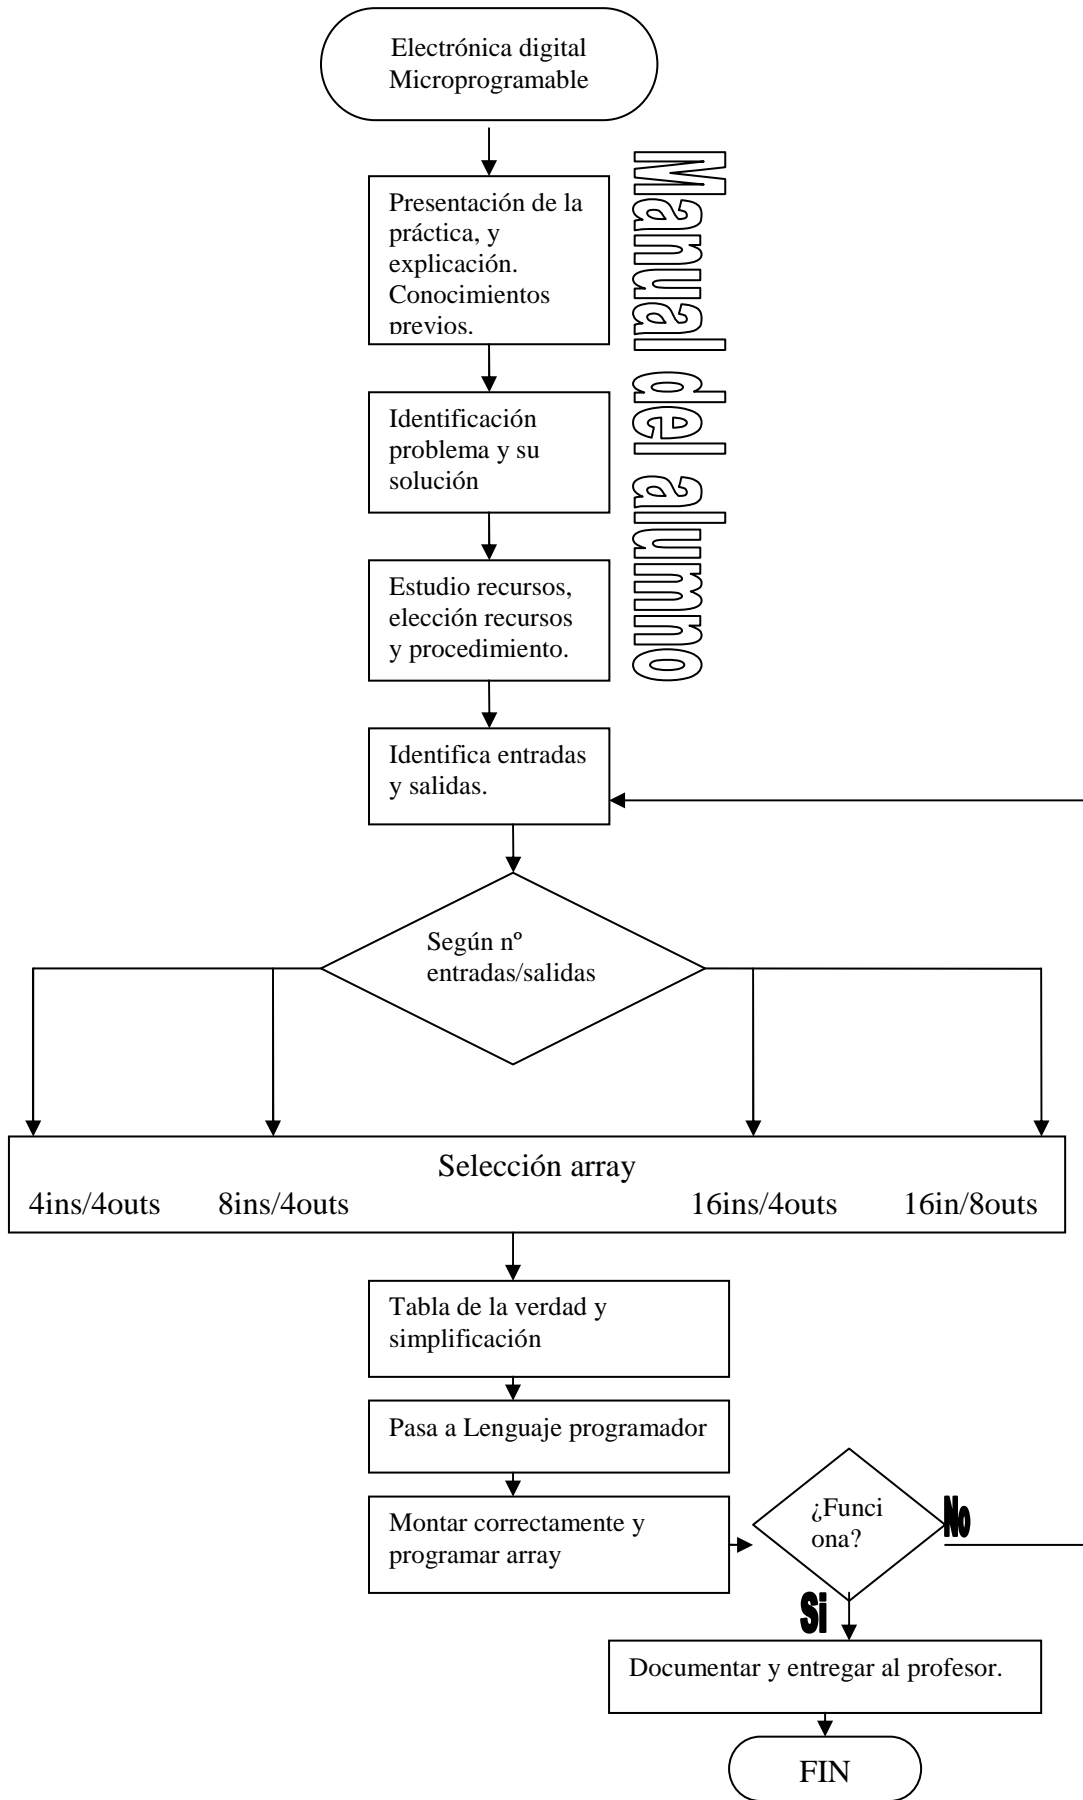 Electrónica digital
Microprogramable
Presentación de la
práctica, y
explicación.
Conocimientos
previos.
Manual del alumno
Identificación
problema y su
solución
Estudio recursos,
elección recursos
y procedimiento.
Identifica entradas
y salidas.
Según nº
entradas/salidas
Selección array
4ins/4outs 8ins/4outs 16ins/4outs 16in/8outs
Tabla de la verdad y
simplificación
Pasa a Lenguaje programador
Montar correctamente y
programar array
¿Funci
ona?
No
Si
Documentar y entregar al profesor.
FIN